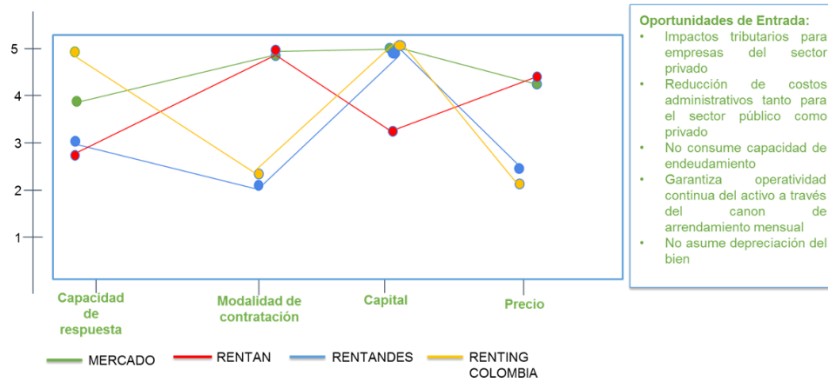 5
4
3
2
1
Capacidad
de
respuesta
Modalidad de
contratación
Capital
Precio
MERCADO
RENTAN
RENTANDES
RENTING
COLOMBIA
Oportunidades de Entrada:
• Impactos tributarios para
empresas del sector
privado
• Reducción de costos
administrativos tanto para
el sector público como
privado
• No consume capacidad de
endeudamiento
• Garantiza operatividad
continua del activo a través
del canon de
arrendamiento mensual
• No asume depreciación del
bien